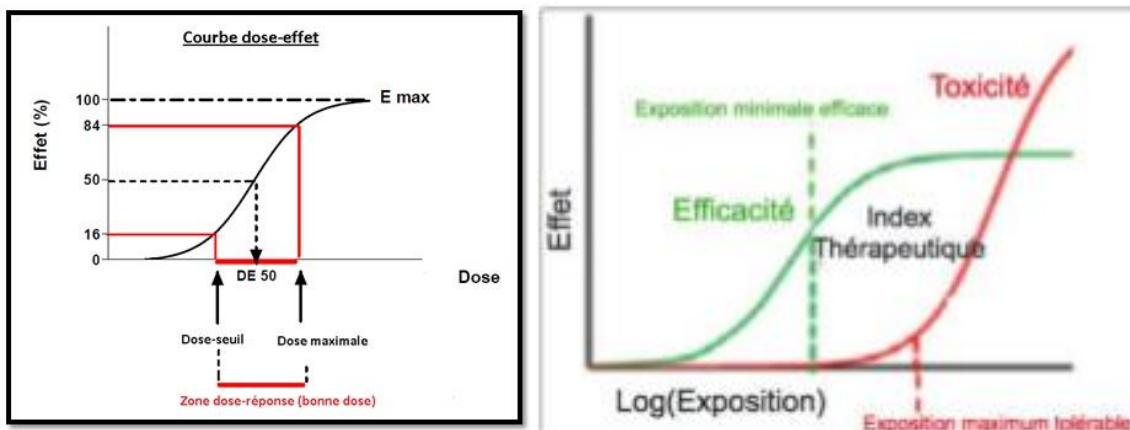 Courbe dose-effet
Effet (%)
100
E max
84
50
16
0
DE 50
Dose
Dose-seuil
Dose maximale
Zone dose-réponse (bonne dose)
Toxicité
Exposition minimale efficace
Efficacité
Index
Thérapeutique
Effet
Log(Exposition)
Exposition maximum tolérable